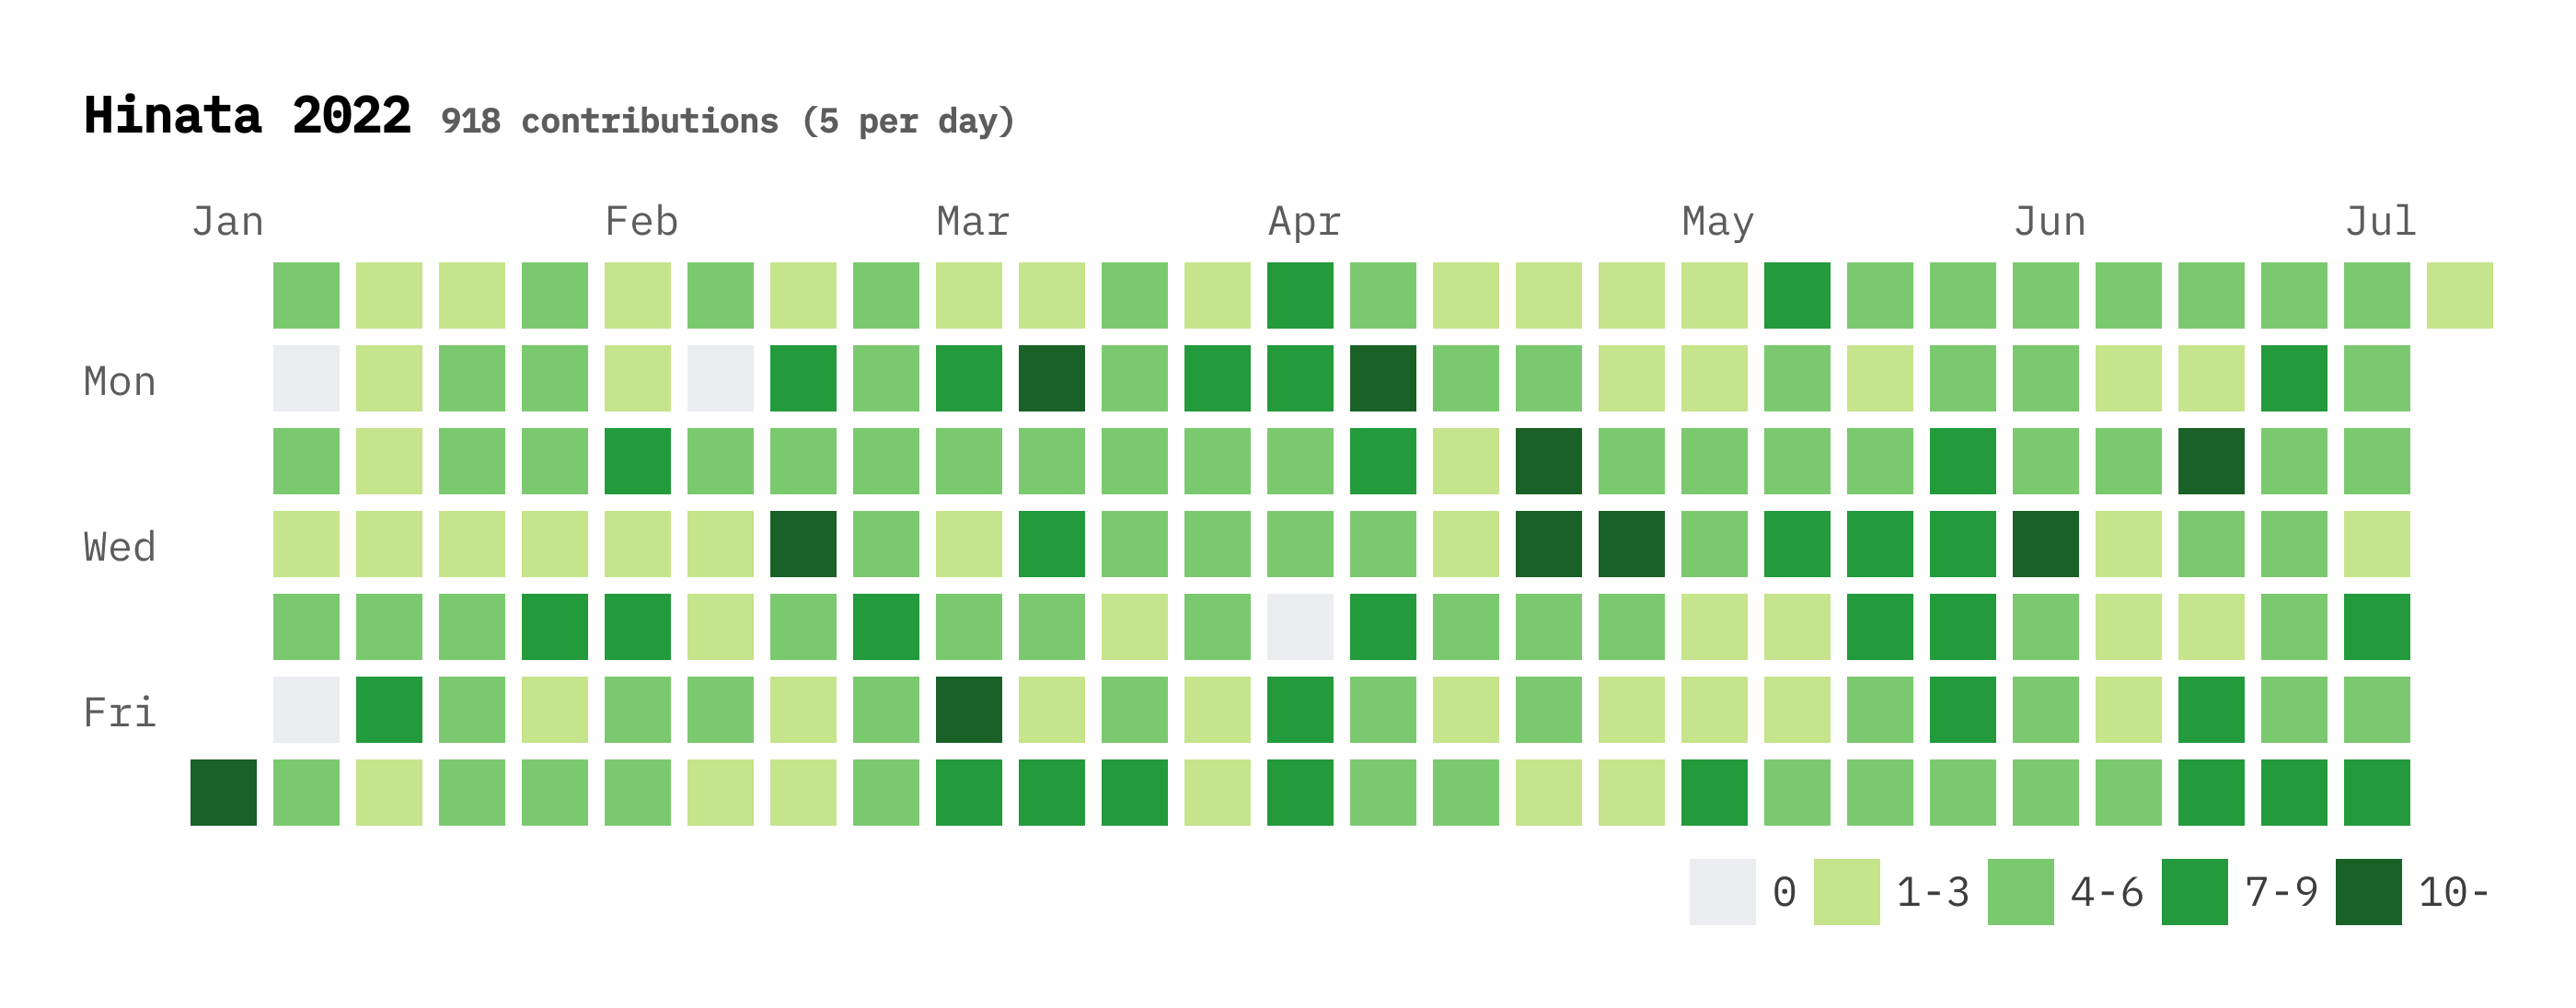 Hinata 2022 918 contributions (5 per day)
Jan Feb Mar Apr May Jun Jul
Mon
Wed
Fri
0 1-3 4-6 7-9 10-